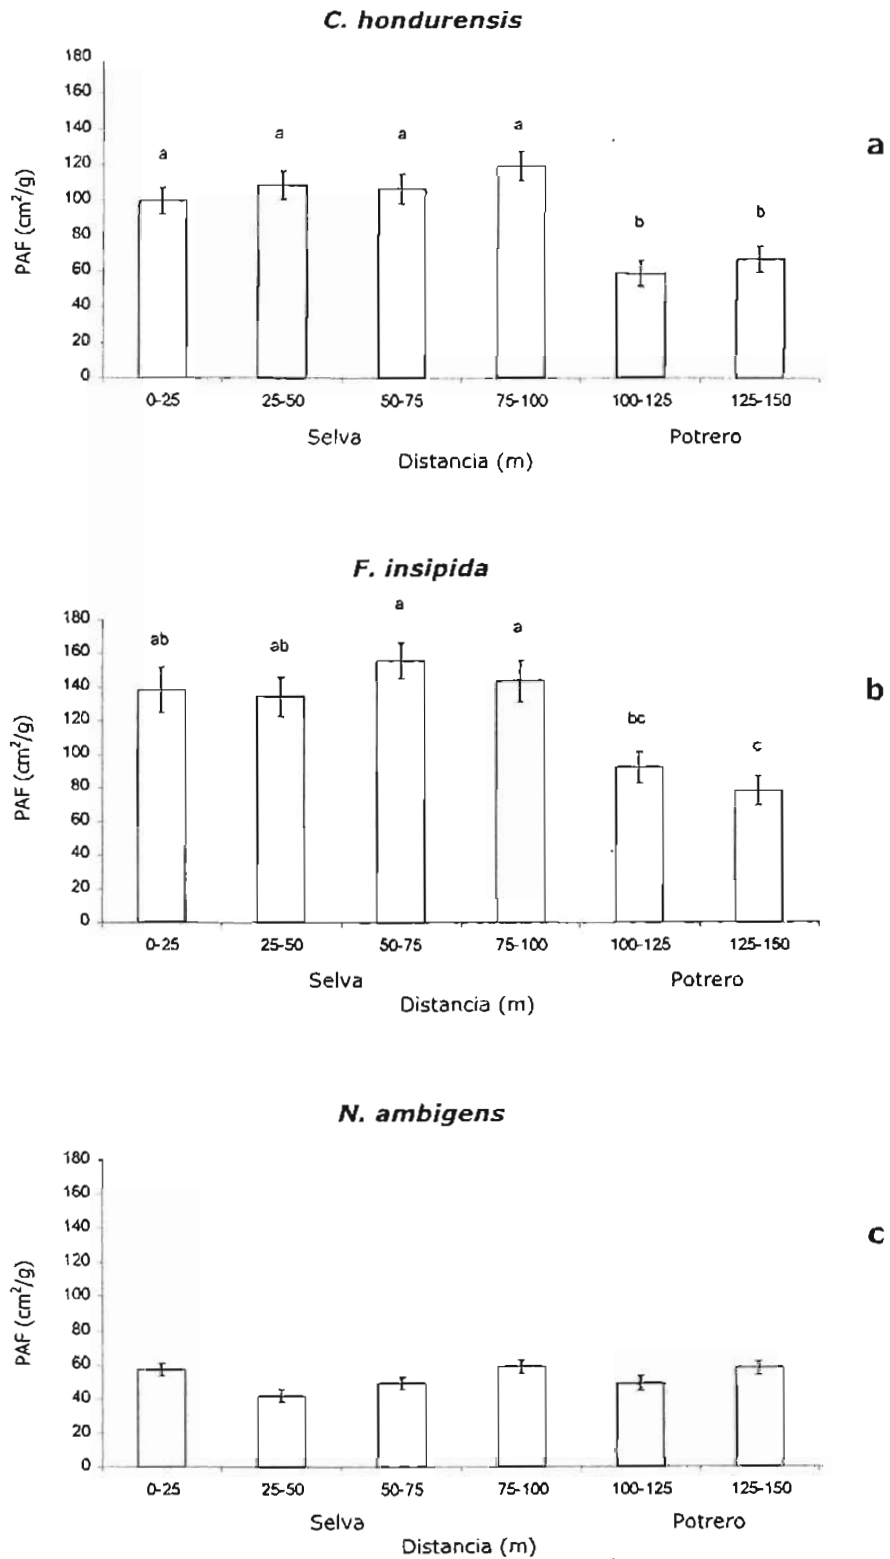 C. hondurensis
180
160
140
120
100
80
60
40
20
0
PAF (cm²/g)
a
a
a
a
b
b
a
0-25
25-50
50-75
75-100
100-125
125-150
Selva
Potrero
Distancia (m)
F. insipida
180
160
140
120
100
80
60
40
20
0
PAF (cm²/g)
ab
ab
a
a
bc
c
b
0-25
25-50
50-75
75-100
100-125
125-150
Selva
Potrero
Distancia (m)
N. ambigens
180
160
140
120
100
80
60
40
20
0
PAF (cm²/g)
c
0-25
25-50
50-75
75-100
100-125
125-150
Selva
Potrero
Distancia (m)